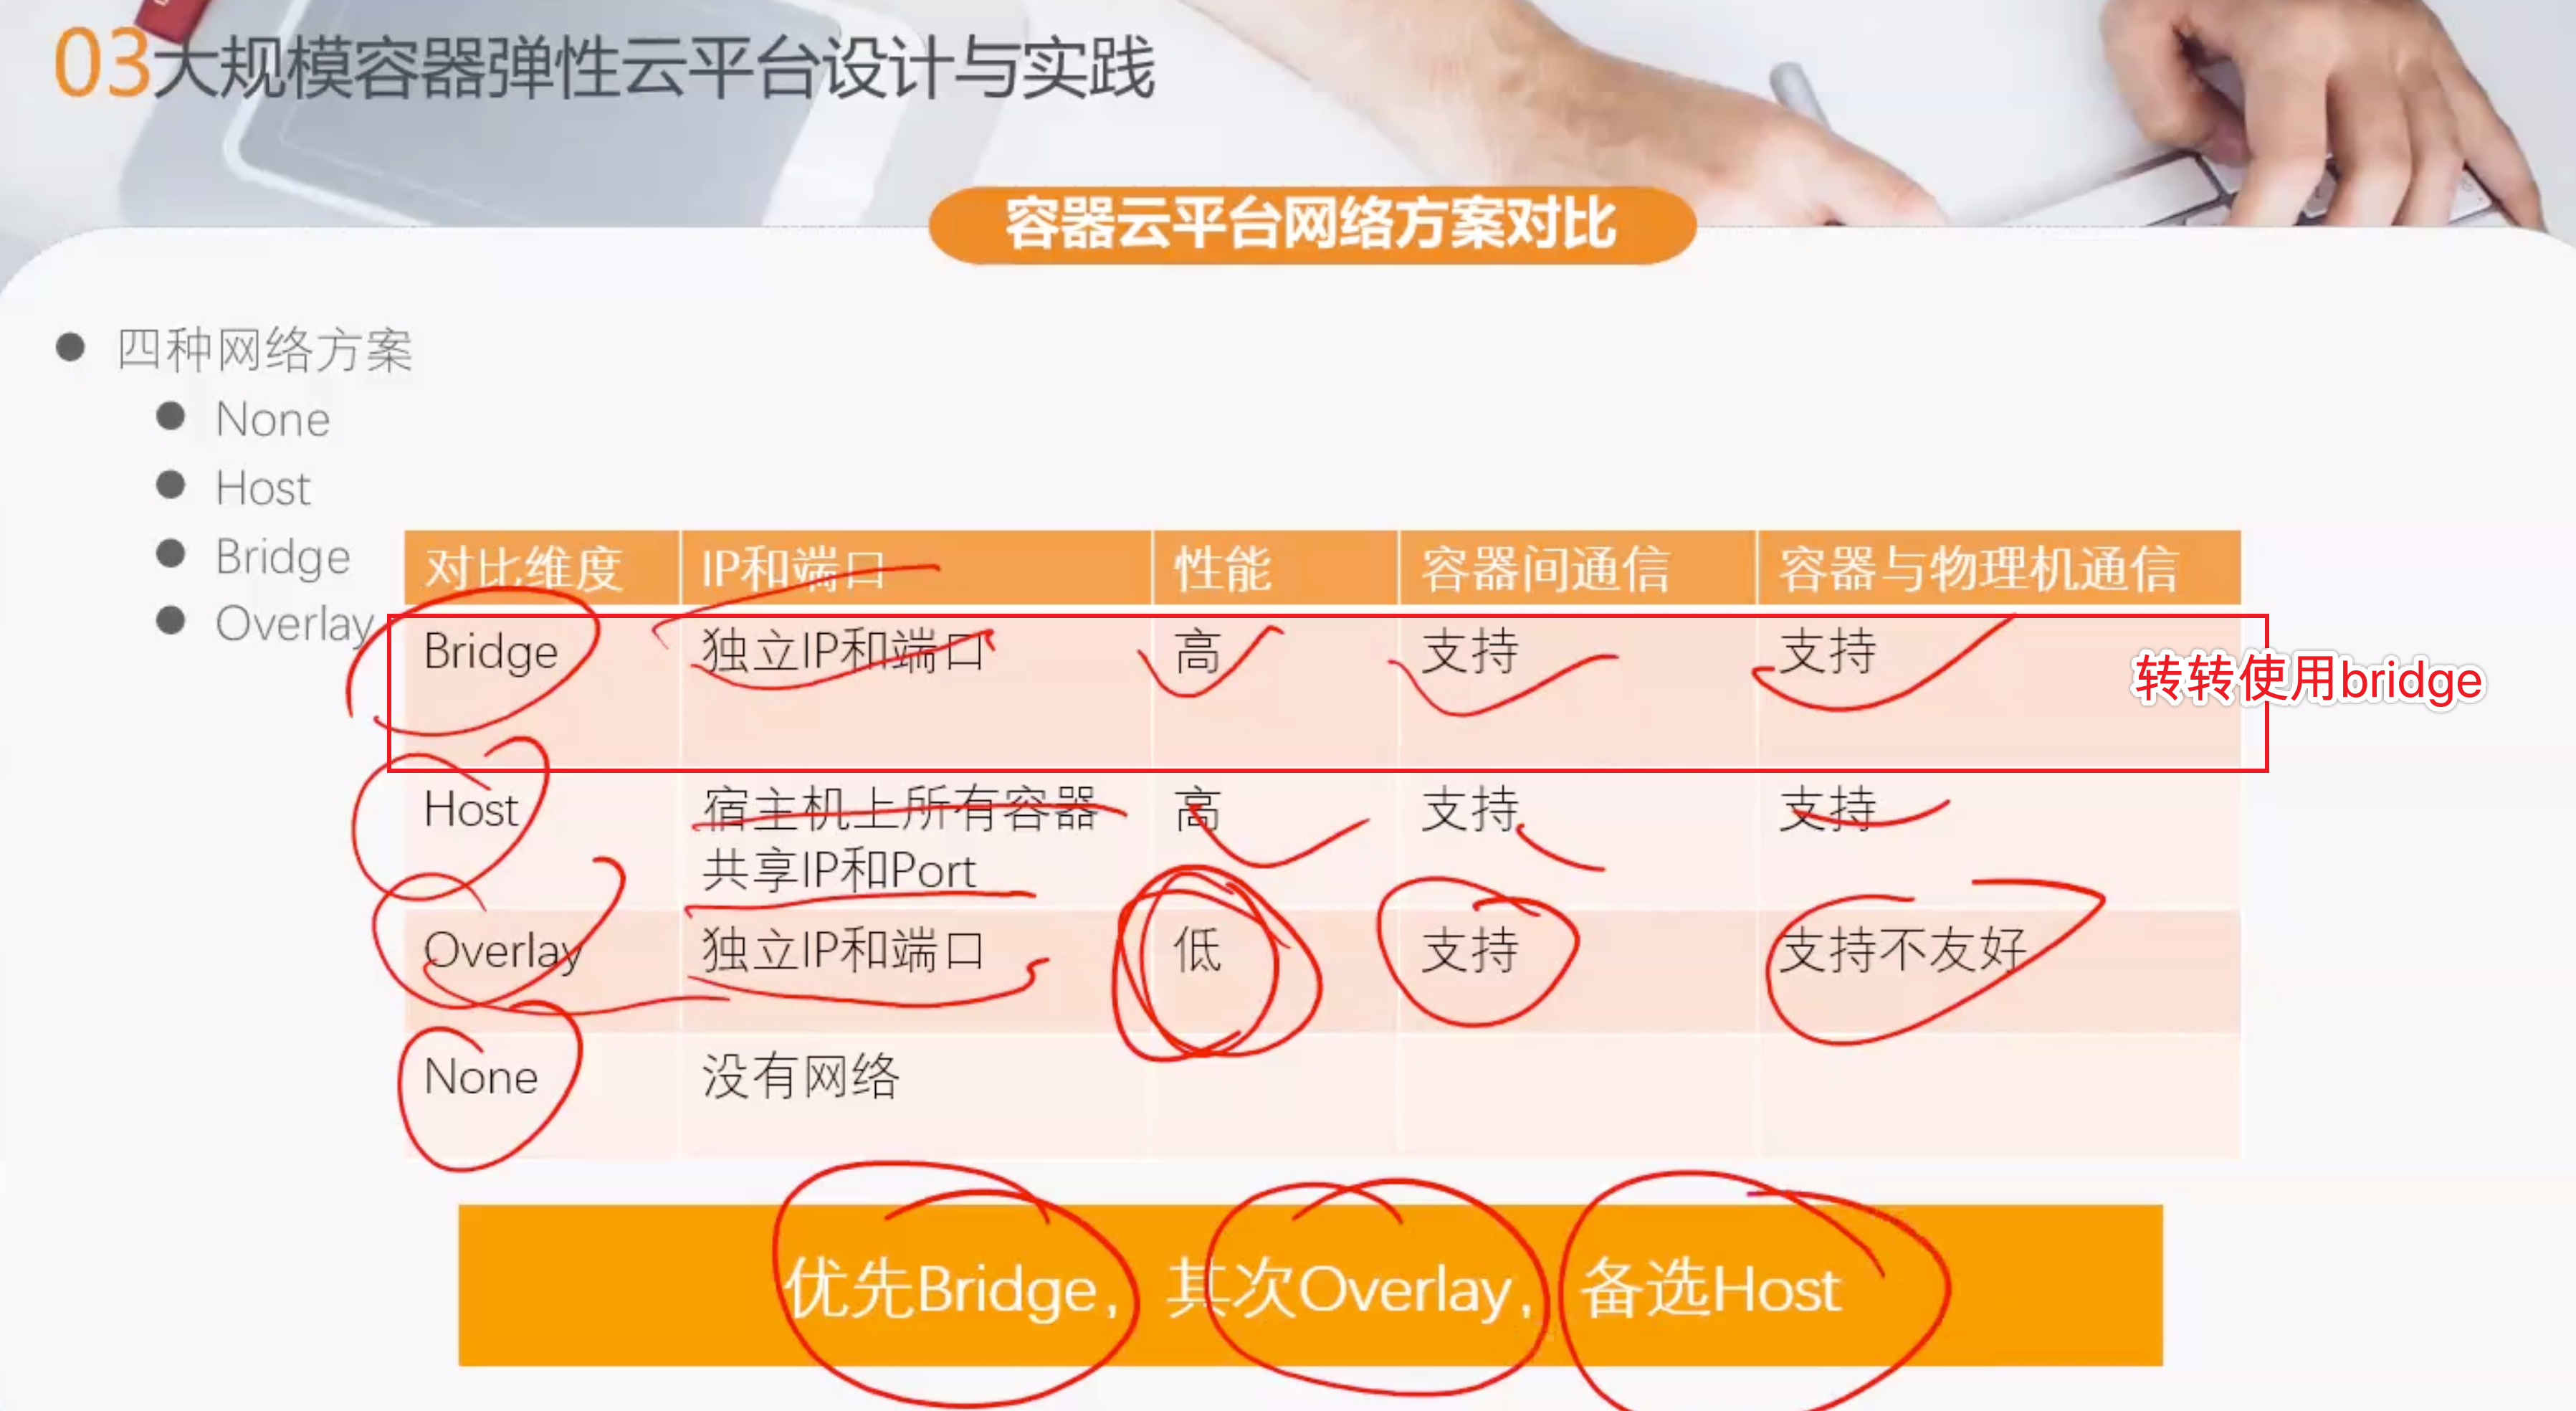 03大规模容器弹性云平台设计与实践
容器云平台网络方案对比
四种网络方案
None
Host
Bridge
Overlay
对比维度 IP和端口 性能 容器间通信 容器与物理机通信
Bridge 独立IP和端口 高 支持 支持
转转使用bridge
Host 宿主机上所有容器 高 支持 支持
共享IP和Port
Overlay 独立IP和端口 低 支持 支持不友好
None 没有网络
优先Bridge，其次Overlay，备选Host